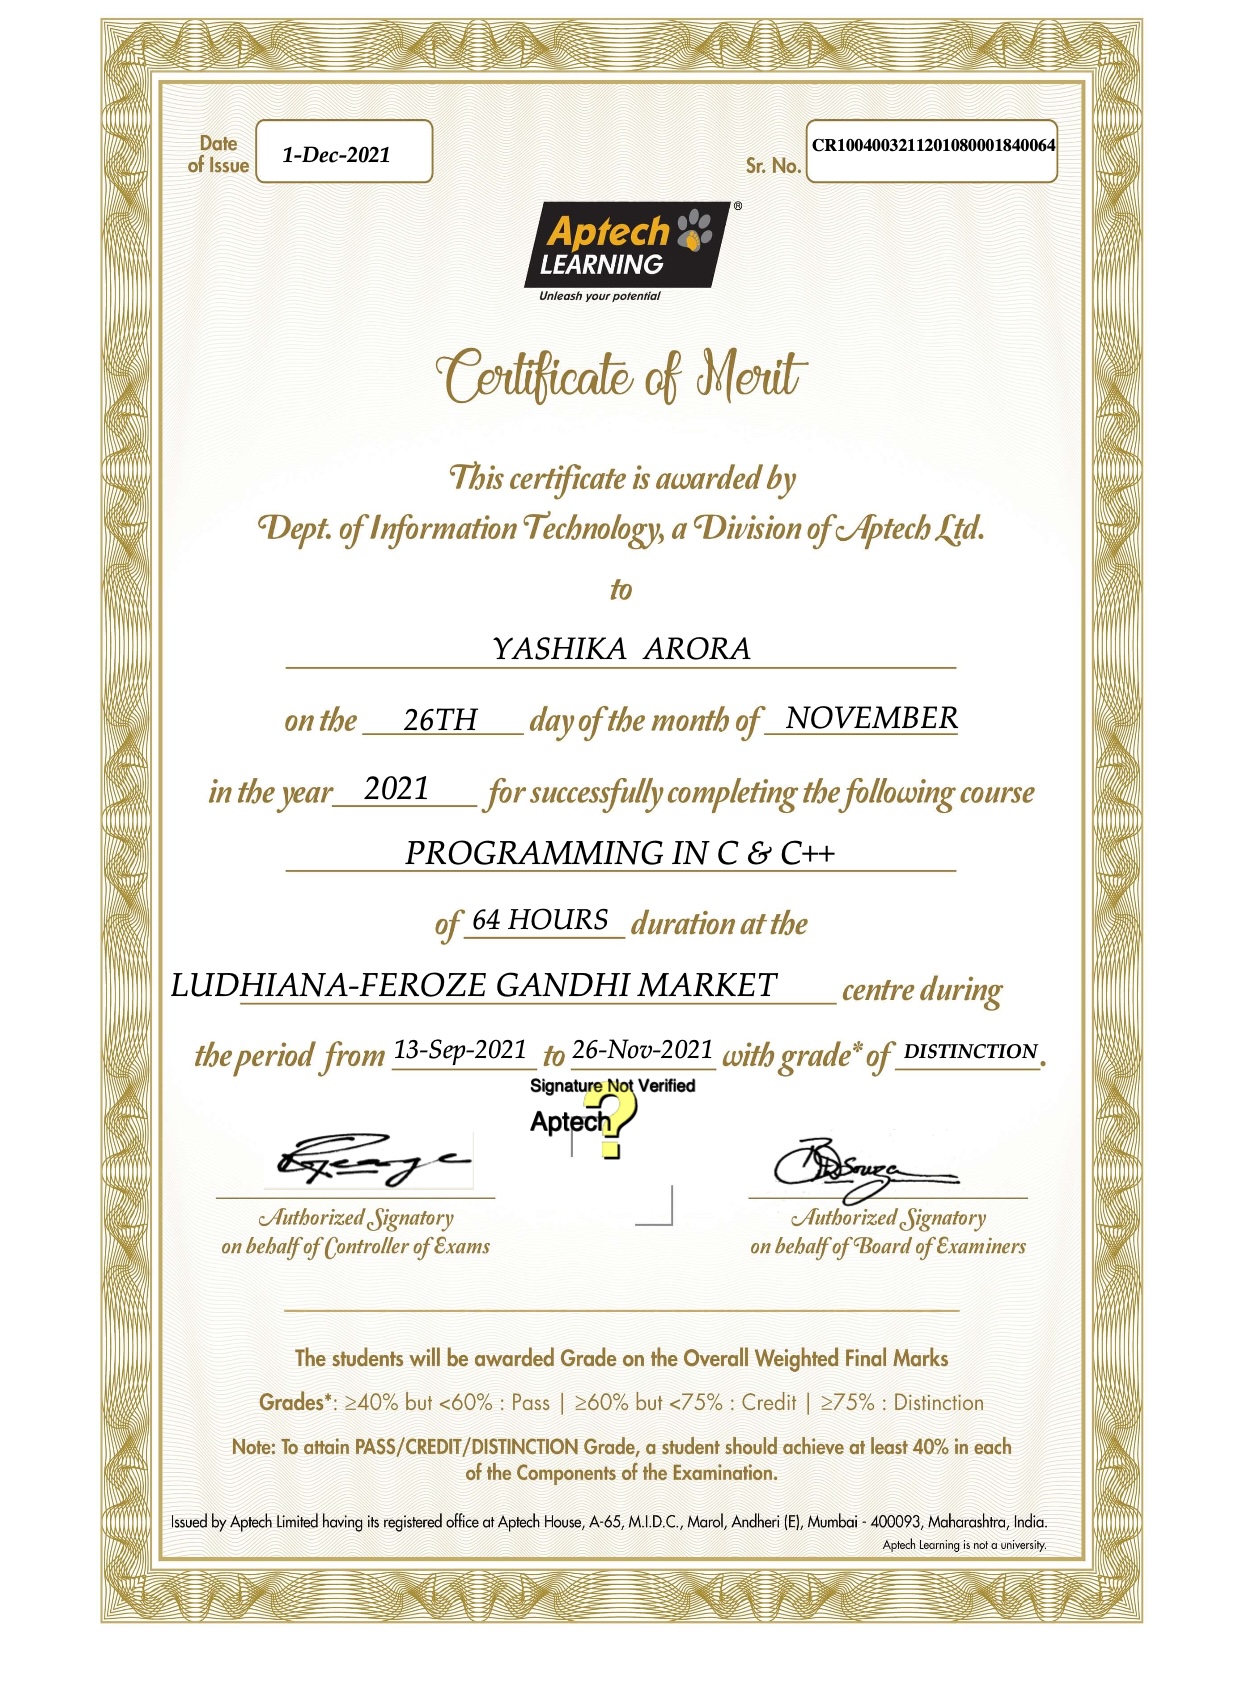 Date of Issue 1-Dec-2021
Sr. No. CR1004003211201080001840064
Aptech ®
LEARNING
Unleash your potential
Certificate of Merit
This certificate is awarded by
Dept. of Information Technology, a Division of Aptech Ltd.
to
YASHIKA ARORA
on the 26TH day of the month of NOVEMBER
in the year 2021 for successfully completing the following course
PROGRAMMING IN C & C++
of 64 HOURS duration at the
LUDHIANA-FEROZE GANDHI MARKET centre during
the period from 13-Sep-2021 to 26-Nov-2021 with grade* of DISTINCTION.
Signature Not Verified
Aptech
?
Authorized Signatory
on behalf of Controller of Exams
Authorized Signatory
on behalf of Board of Examiners
The students will be awarded Grade on the Overall Weighted Final Marks
Grades*: ≥40% but <60% : Pass | ≥60% but <75% : Credit | ≥75% : Distinction
Note: To attain PASS/CREDIT/DISTINCTION Grade, a student should achieve at least 40% in each
of the Components of the Examination.
Issued by Aptech Limited having its registered office at Aptech House, A-65, M.I.D.C., Marol, Andheri (E), Mumbai - 400093, Maharashtra, India.
Aptech Learning is not a university.